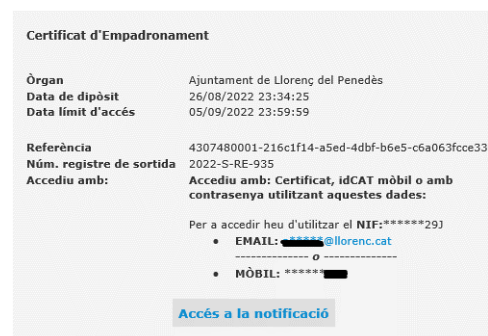 Certificat d'Empadronament
Òrgan Ajuntament de Llorenç del Penedès
Data de dipòsit 26/08/2022 23:34:25
Data límit d'accés 05/09/2022 23:59:59
Referència 4307480001-216c1f14-a5ed-4dbf-b6e5-c6a063fcce33
Núm. registre de sortida 2022-S-RE-935
Accediu amb: Accediu amb: Certificat, idCAT mòbil o amb
contrasenya utilitzant aquestes dades:
Per a accedir heu d'utilitzar el NIF:******29J
• EMAIL: *****@llorenc.cat
-------------- o --------------
• MÒBIL: ******
Accés a la notificació